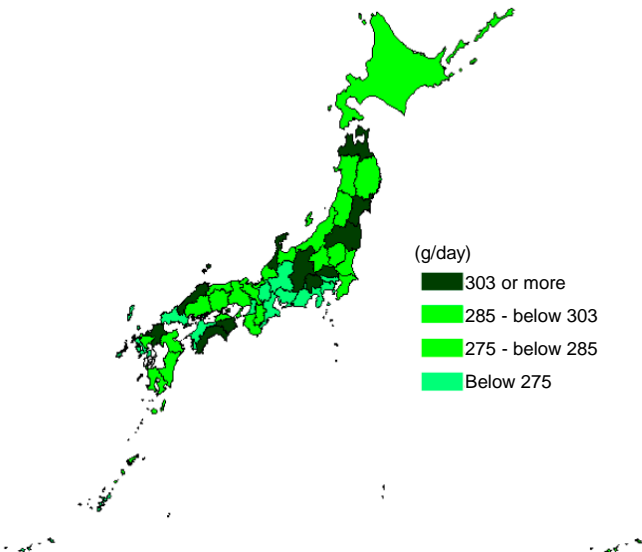 (g/day)
303 or more
285 - below 303
275 - below 285
Below 275